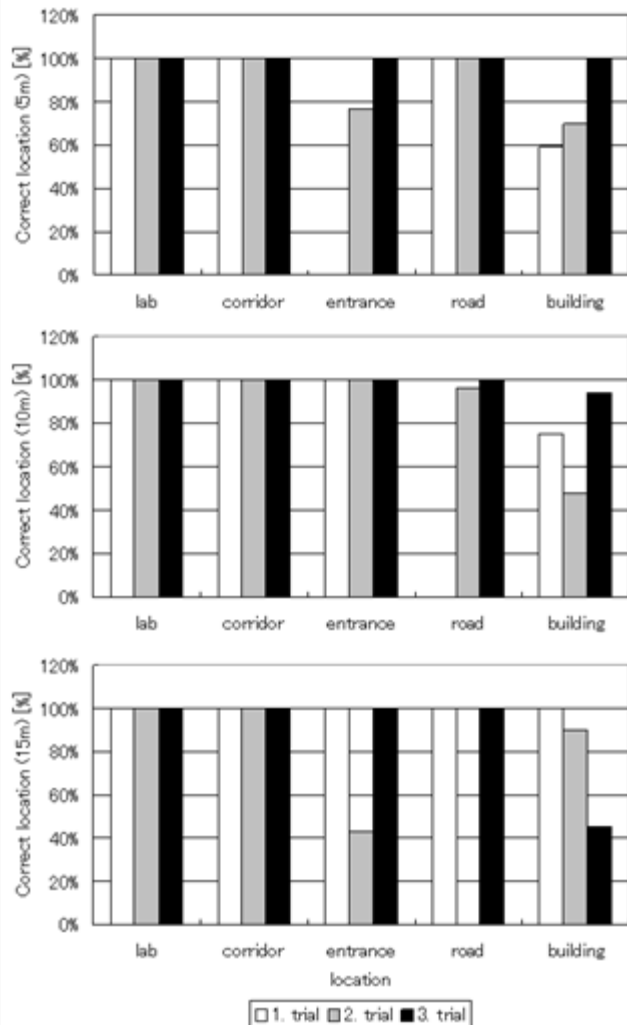 Correct location (5m) [%]
120%
100%
80%
60%
40%
20%
0%
lab corridor entrance road building
Correct location (10m) [%]
120%
100%
80%
60%
40%
20%
0%
lab corridor entrance road building
Correct location (15m) [%]
120%
100%
80%
60%
40%
20%
0%
lab corridor entrance road building
location
1. trial 2. trial 3. trial